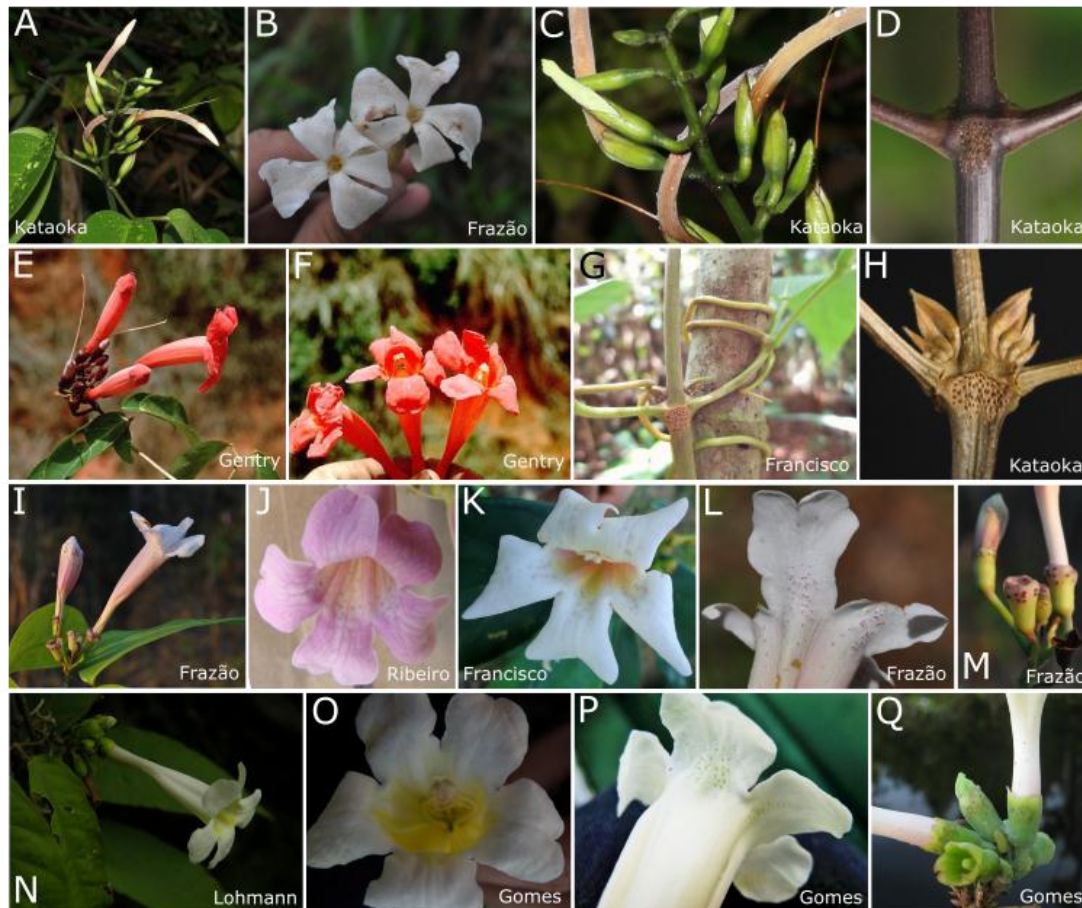 A
Kataoka
B
Frazão
C
Kataoka
D
Kataoka
E
Gentry
F
Gentry
G
Francisco
H
Kataoka
I
Frazão
J
Ribeiro
K
Francisco
L
Frazão
M
Frazão
N
Lohmann
O
Gomes
P
Gomes
Q
Gomes